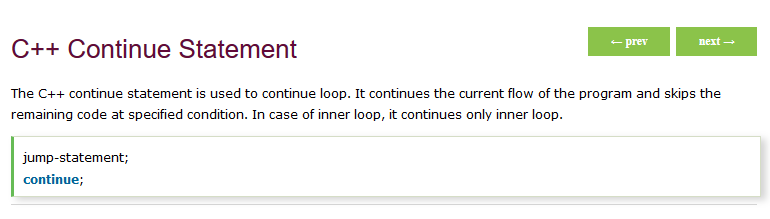 C++ Continue Statement
← prev
next →
The C++ continue statement is used to continue loop. It continues the current flow of the program and skips the
remaining code at specified condition. In case of inner loop, it continues only inner loop.
jump-statement;
continue;